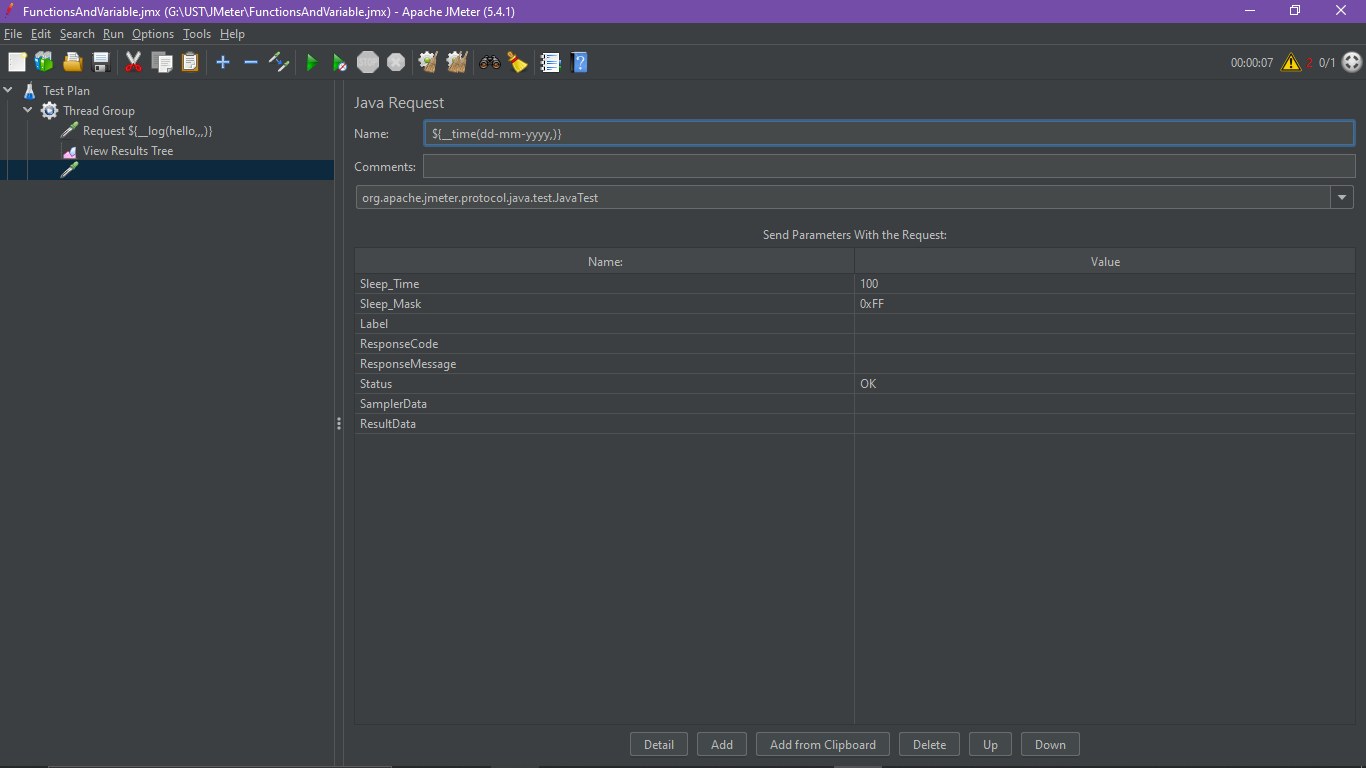 FunctionsAndVariable.jmx (G:\UST\JMeter\FunctionsAndVariable.jmx) - Apache JMeter (5.4.1)
File Edit Search Run Options Tools Help
STOP
00:00:07 2 0/1
Test Plan
Thread Group
Request ${__log(hello,,,)}
View Results Tree
Java Request
Name: ${__time(dd-mm-yyyy,)}
Comments:
org.apache.jmeter.protocol.java.test.JavaTest
Send Parameters With the Request:
Name: Value
Sleep_Time 100
Sleep_Mask 0xFF
Label
ResponseCode
ResponseMessage
Status OK
SamplerData
ResultData
Detail Add Add from Clipboard Delete Up Down